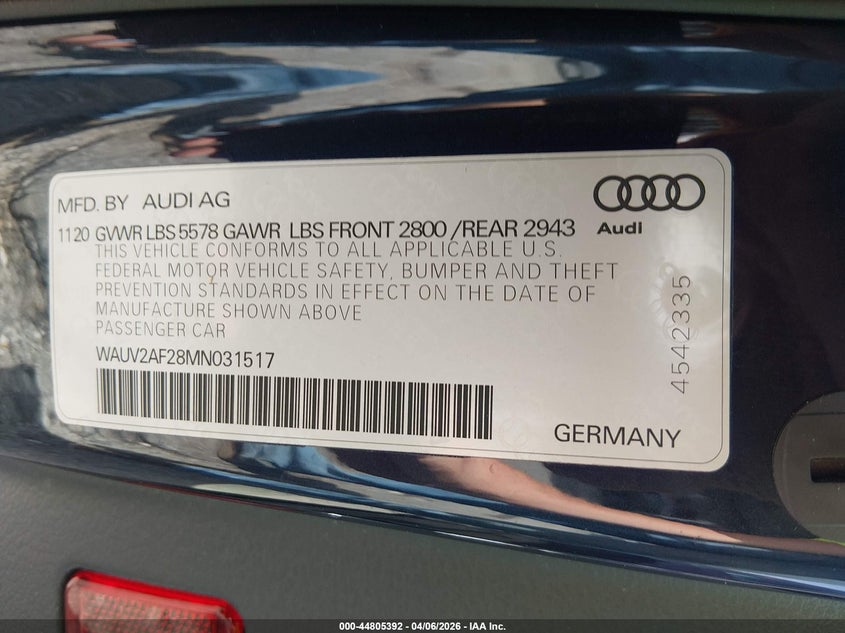 MFD. BY AUDI AG
1120 GVWR LBS 5578 GAWR LBS FRONT 2800 /REAR 2943
Audi
THIS VEHICLE CONFORMS TO ALL APPLICABLE U.S.
FEDERAL MOTOR VEHICLE SAFETY, BUMPER AND THEFT
PREVENTION STANDARDS IN EFFECT ON THE DATE OF
MANUFACTURE SHOWN ABOVE
PASSENGER CAR
WAUV2AF28MN031517
4542335
GERMANY
000-44805392 - 04/06/2026 - IAA Inc.